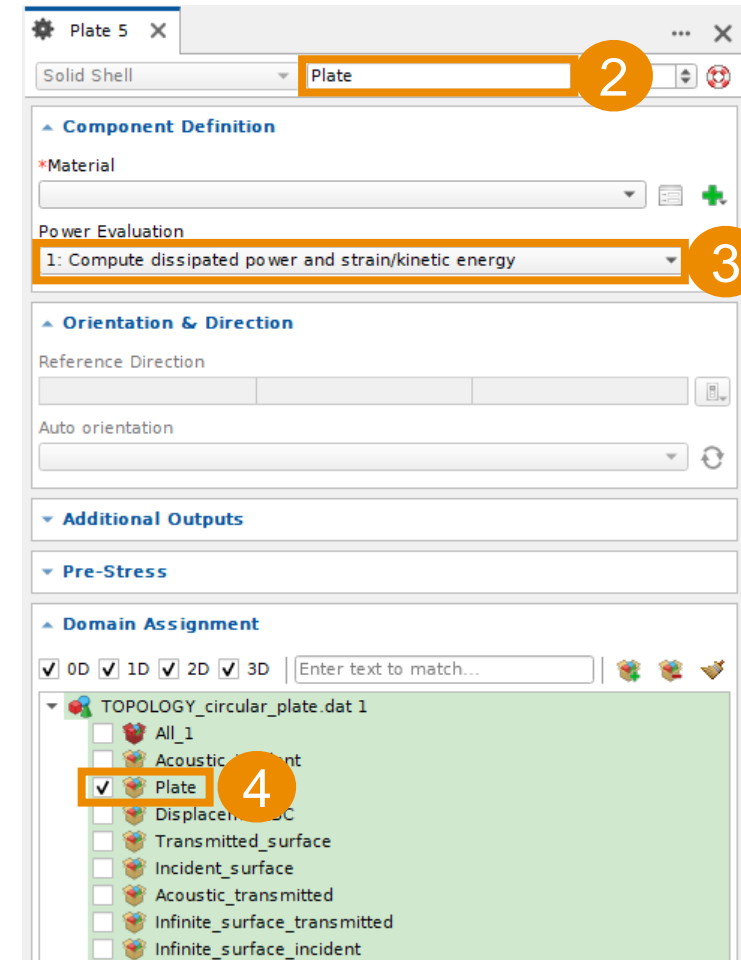 Plate 5
Solid Shell Plate 2
Component Definition
*Material
Power Evaluation
1: Compute dissipated power and strain/kinetic energy 3
Orientation & Direction
Reference Direction
Auto orientation
Additional Outputs
Pre-Stress
Domain Assignment
0D 1D 2D 3D Enter text to match...
TOPOLOGY_circular_plate.dat 1
All_1
Plate 4
Transmitted_surface
Incident_surface
Acoustic_transmitted
Infinite_surface_transmitted
Infinite_surface_incident